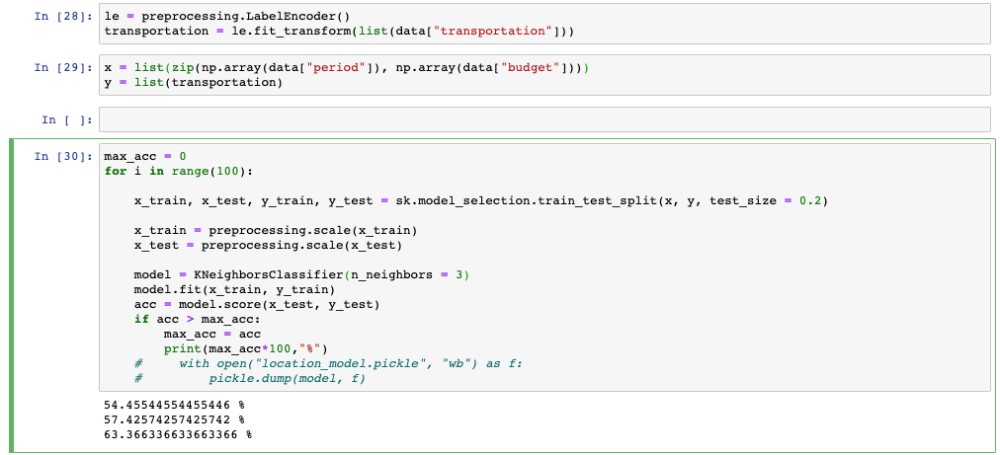 In [28]: le = preprocessing.LabelEncoder()
transportation = le.fit_transform(list(data["transportation"]))
In [29]: x = list(zip(np.array(data["period"]), np.array(data["budget"])))
y = list(transportation)
In [ ]:
In [30]: max_acc = 0
for i in range(100):
    x_train, x_test, y_train, y_test = sk.model_selection.train_test_split(x, y, test_size = 0.2)
    x_train = preprocessing.scale(x_train)
    x_test = preprocessing.scale(x_test)
    model = KNeighborsClassifier(n_neighbors = 3)
    model.fit(x_train, y_train)
    acc = model.score(x_test, y_test)
    if acc > max_acc:
        max_acc = acc
        print(max_acc*100,"%")
    #     with open("location_model.pickle", "wb") as f:
    #         pickle.dump(model, f)
54.45544554455446 %
57.42574257425742 %
63.366336633663366 %